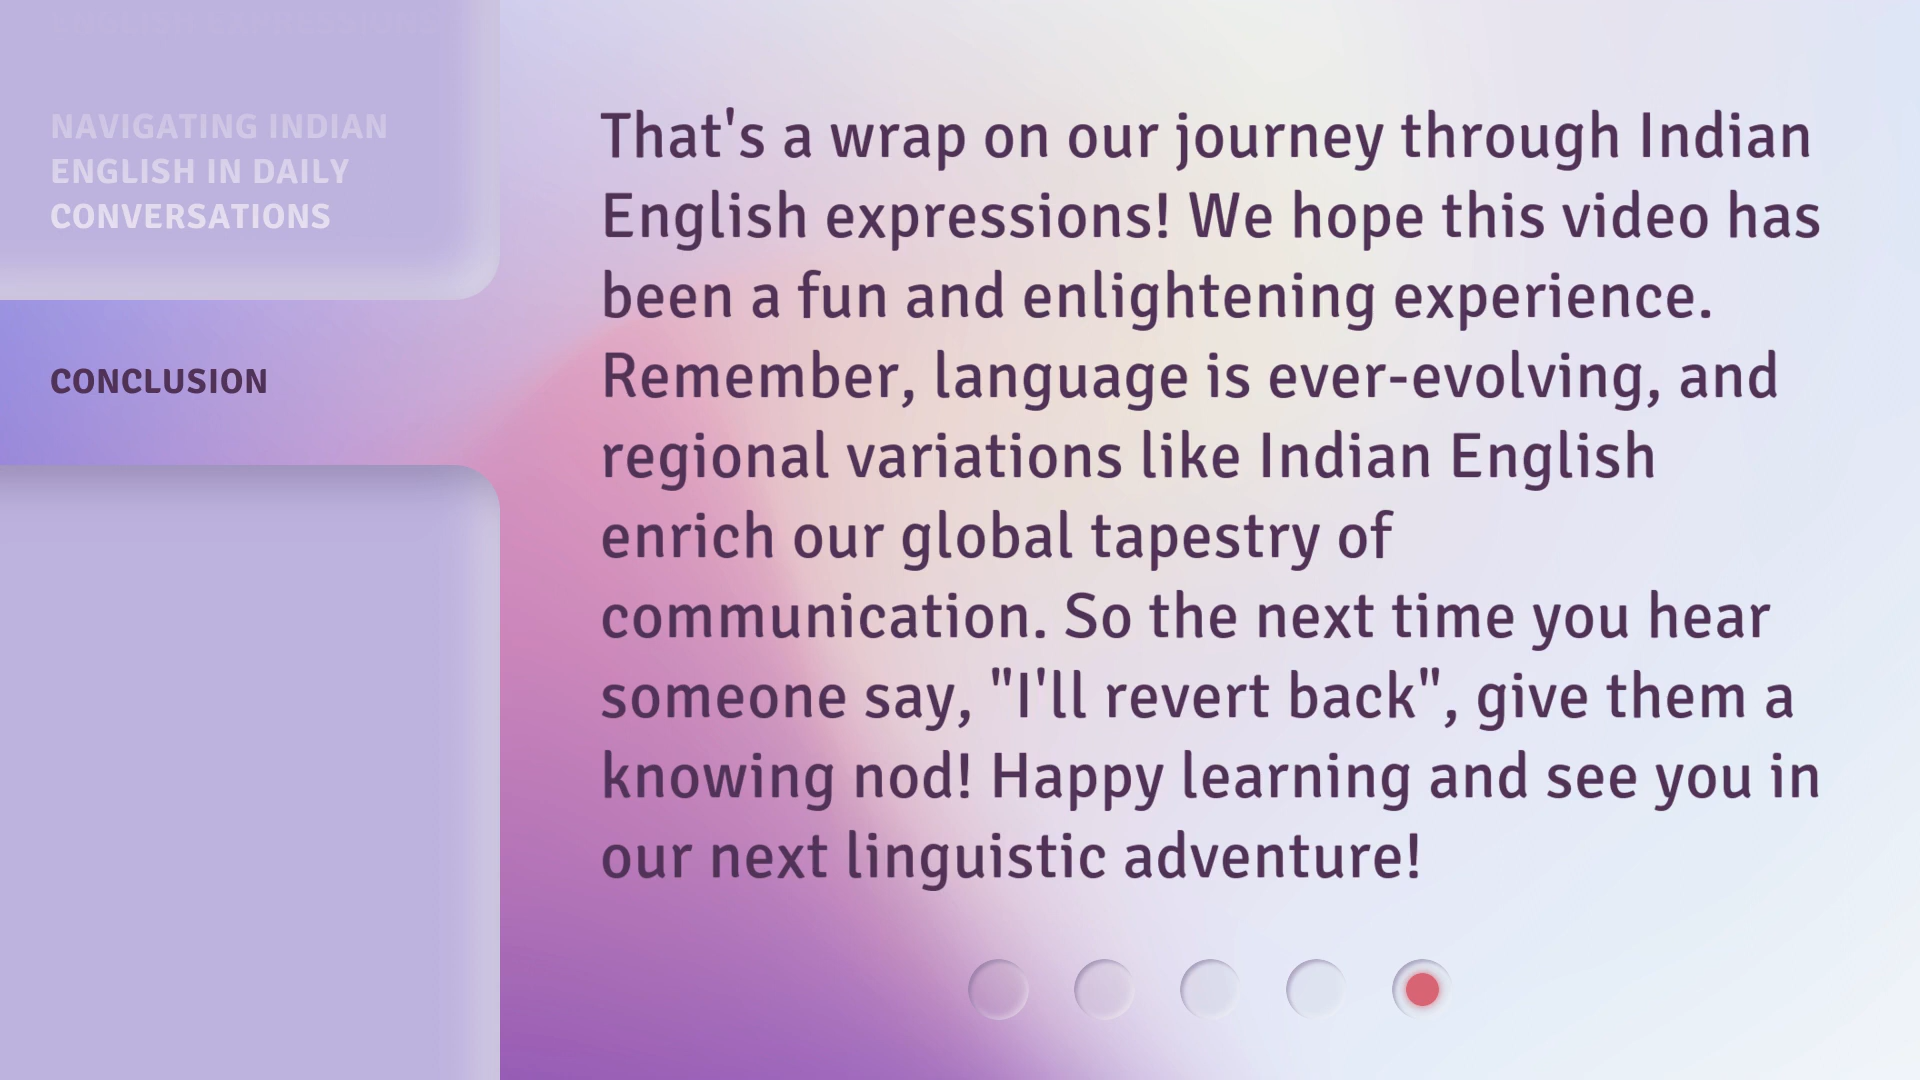 NAVIGATING INDIAN
ENGLISH IN DAILY
CONVERSATIONS
CONCLUSION
That's a wrap on our journey through Indian
English expressions! We hope this video has
been a fun and enlightening experience.
Remember, language is ever-evolving, and
regional variations like Indian English
enrich our global tapestry of
communication. So the next time you hear
someone say, "I'll revert back", give them a
knowing nod! Happy learning and see you in
our next linguistic adventure!